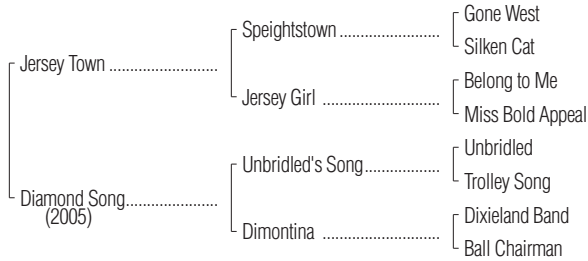 Gone West
Speightstown
Silken Cat
Jersey Town
Belong to Me
Jersey Girl
Miss Bold Appeal
Unbridled
Unbridled's Song
Trolley Song
Diamond Song
(2005)
Dixieland Band
Dimontina
Ball Chairman